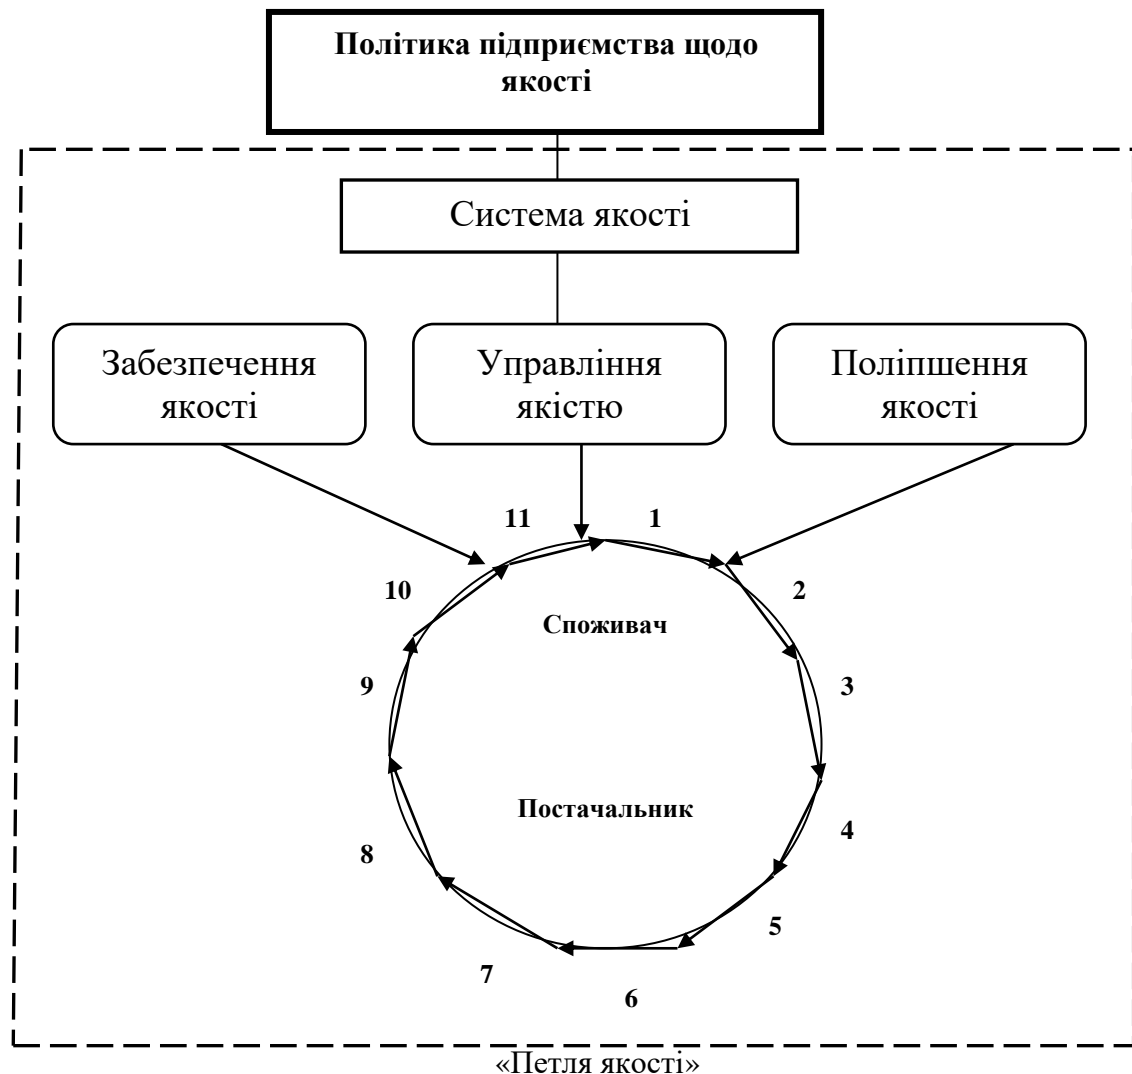 Політика підприємства щодо
якості
Система якості
Забезпечення
якості
Управління
якістю
Поліпшення
якості
11
1
10
2
Споживач
9
3
Постачальник
8
4
5
7
6
«Петля якості»